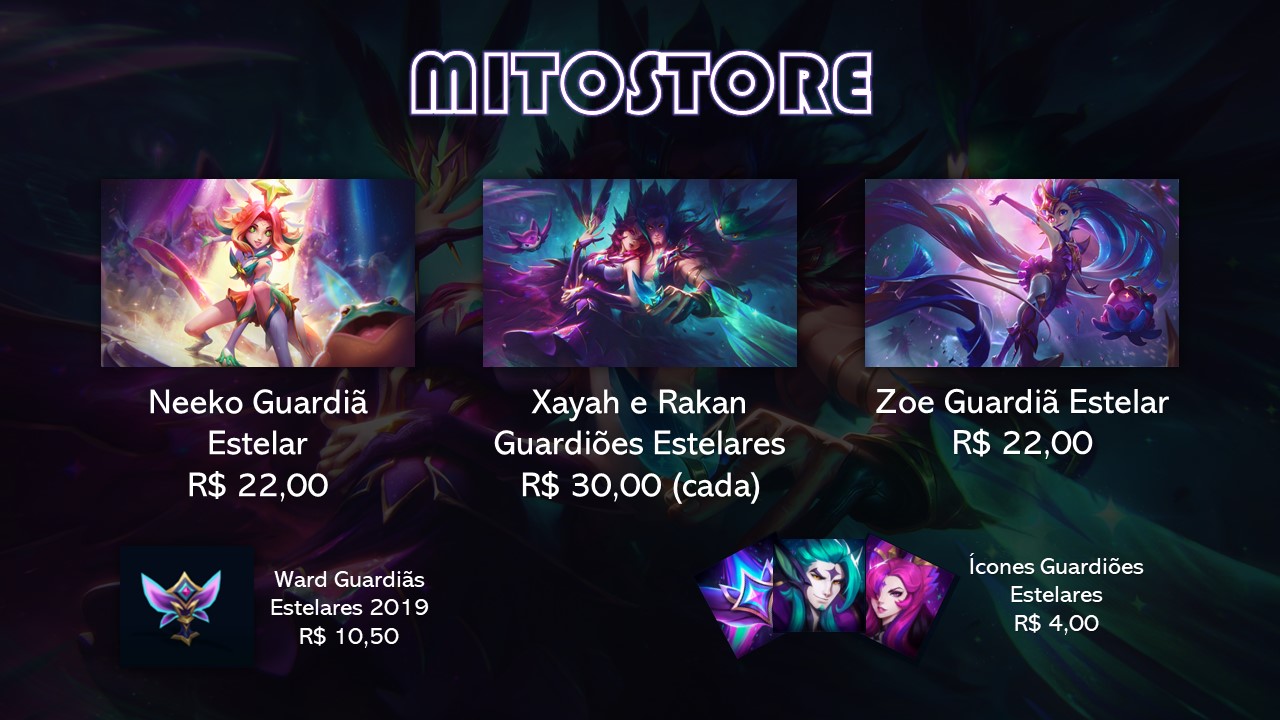 MITOSTORE
Neeko Guardiã
Estelar
R$ 22,00
Xayah e Rakan
Guardiões Estelares
R$ 30,00 (cada)
Zoe Guardiã Estelar
R$ 22,00
Ward Guardiãs
Estelares 2019
R$ 10,50
Ícones Guardiões
Estelares
R$ 4,00